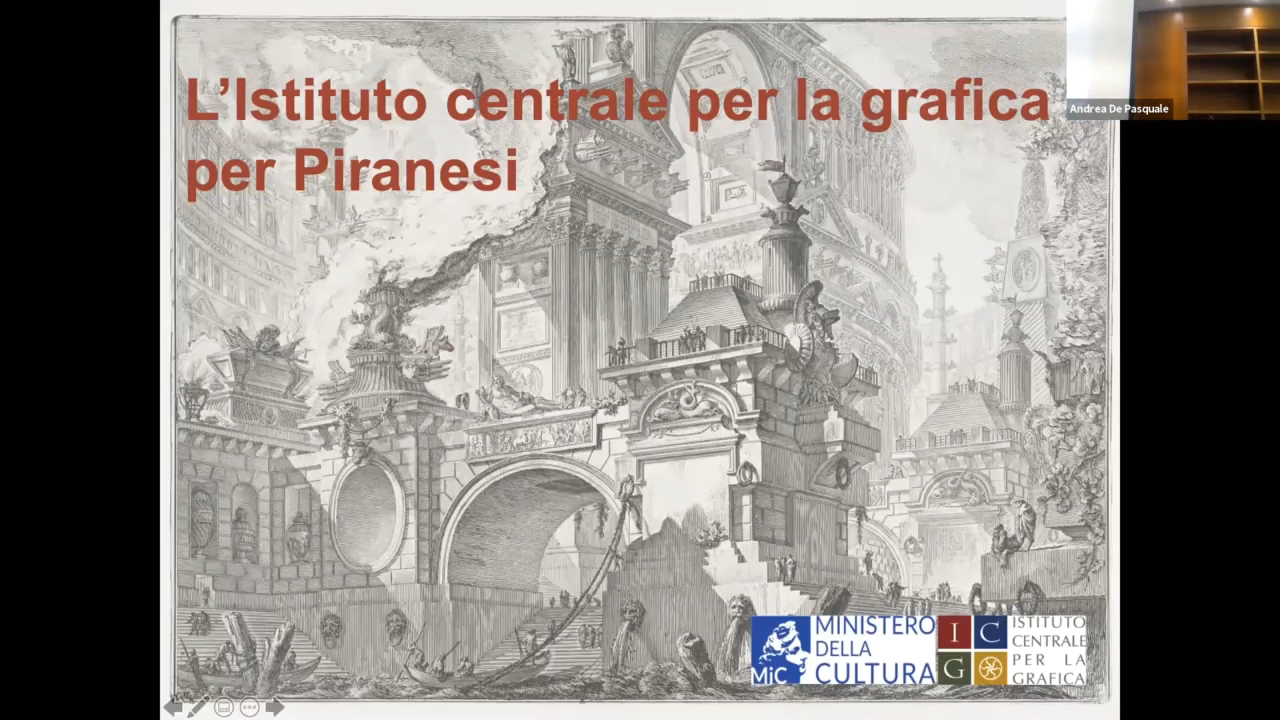 L’Istituto centrale per la grafica
per Piranesi
Andrea De Pasquale
MiC
MINISTERO
DELLA
CULTURA
I C
G
ISTITUTO
CENTRALE
PER LA
GRAFICA